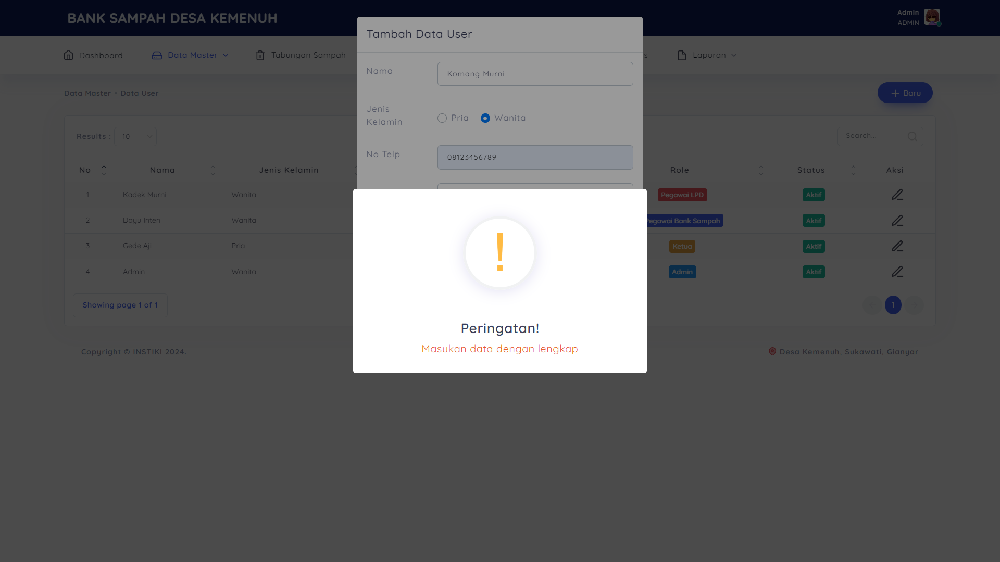 BANK SAMPAH DESA KEMENUH
Admin
ADMIN
Tambah Data User
Dashboard
Data Master
Tabungan Sampah
Laporan
Nama
Komang Murni
Data Master
Data User
+ Baru
Jenis
Kelamin
Pria
Wanita
Results : 10
Search...
No Telp
08123456789
No Nama Jenis Kelamin Role Status Aksi
1 Kadek Murni Wanita Pegawai LPD Aktif
2 Dayu Inten Wanita Pegawai Bank Sampah Aktif
3 Gede Aji Pria Ketua Aktif
4 Admin Wanita Admin Aktif
!
Showing page 1 of 1
1
Peringatan!
Masukan data dengan lengkap
Copyright © INSTIKI 2024.
Desa Kemenuh, Sukawati, Gianyar